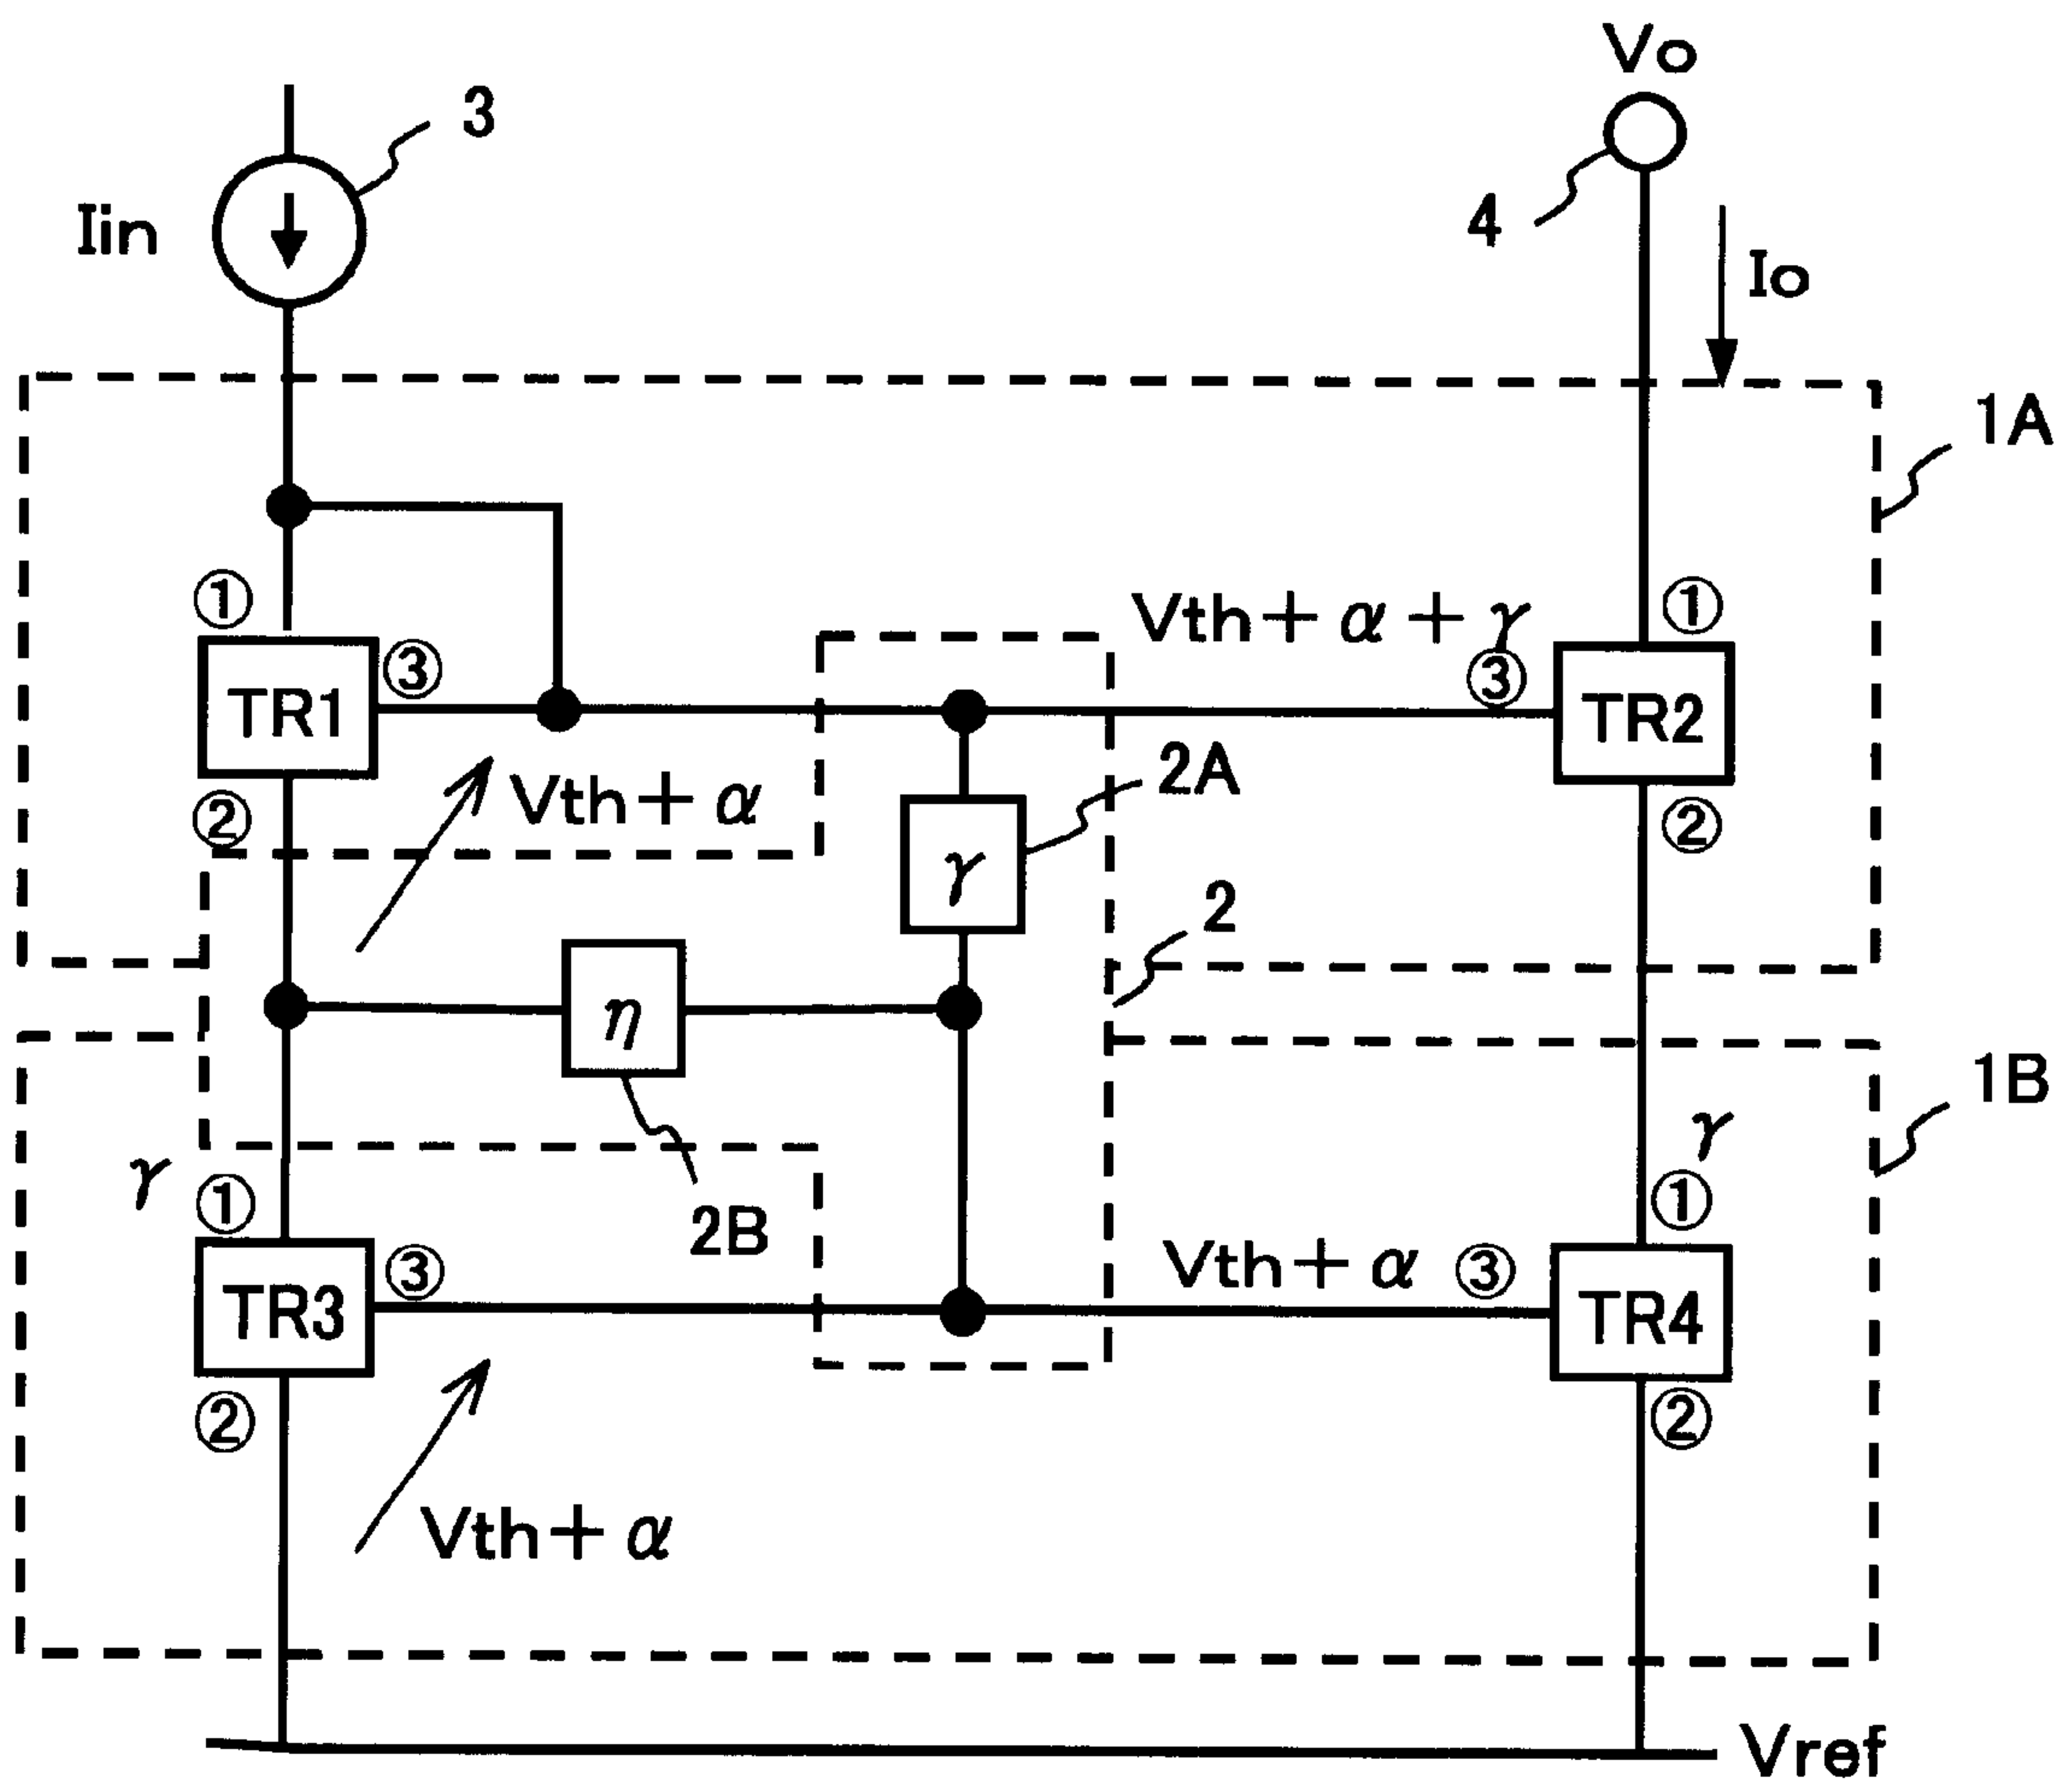 Vo
3
4
Iin
Io
1A
①
①
Vth+α+γ
③
③
TR1
TR2
2A
Vth+α
②
②
γ
2
η
1B
γ
γ
①
①
2B
Vth+α
③
③
TR3
TR4
②
②
Vth+α
Vref